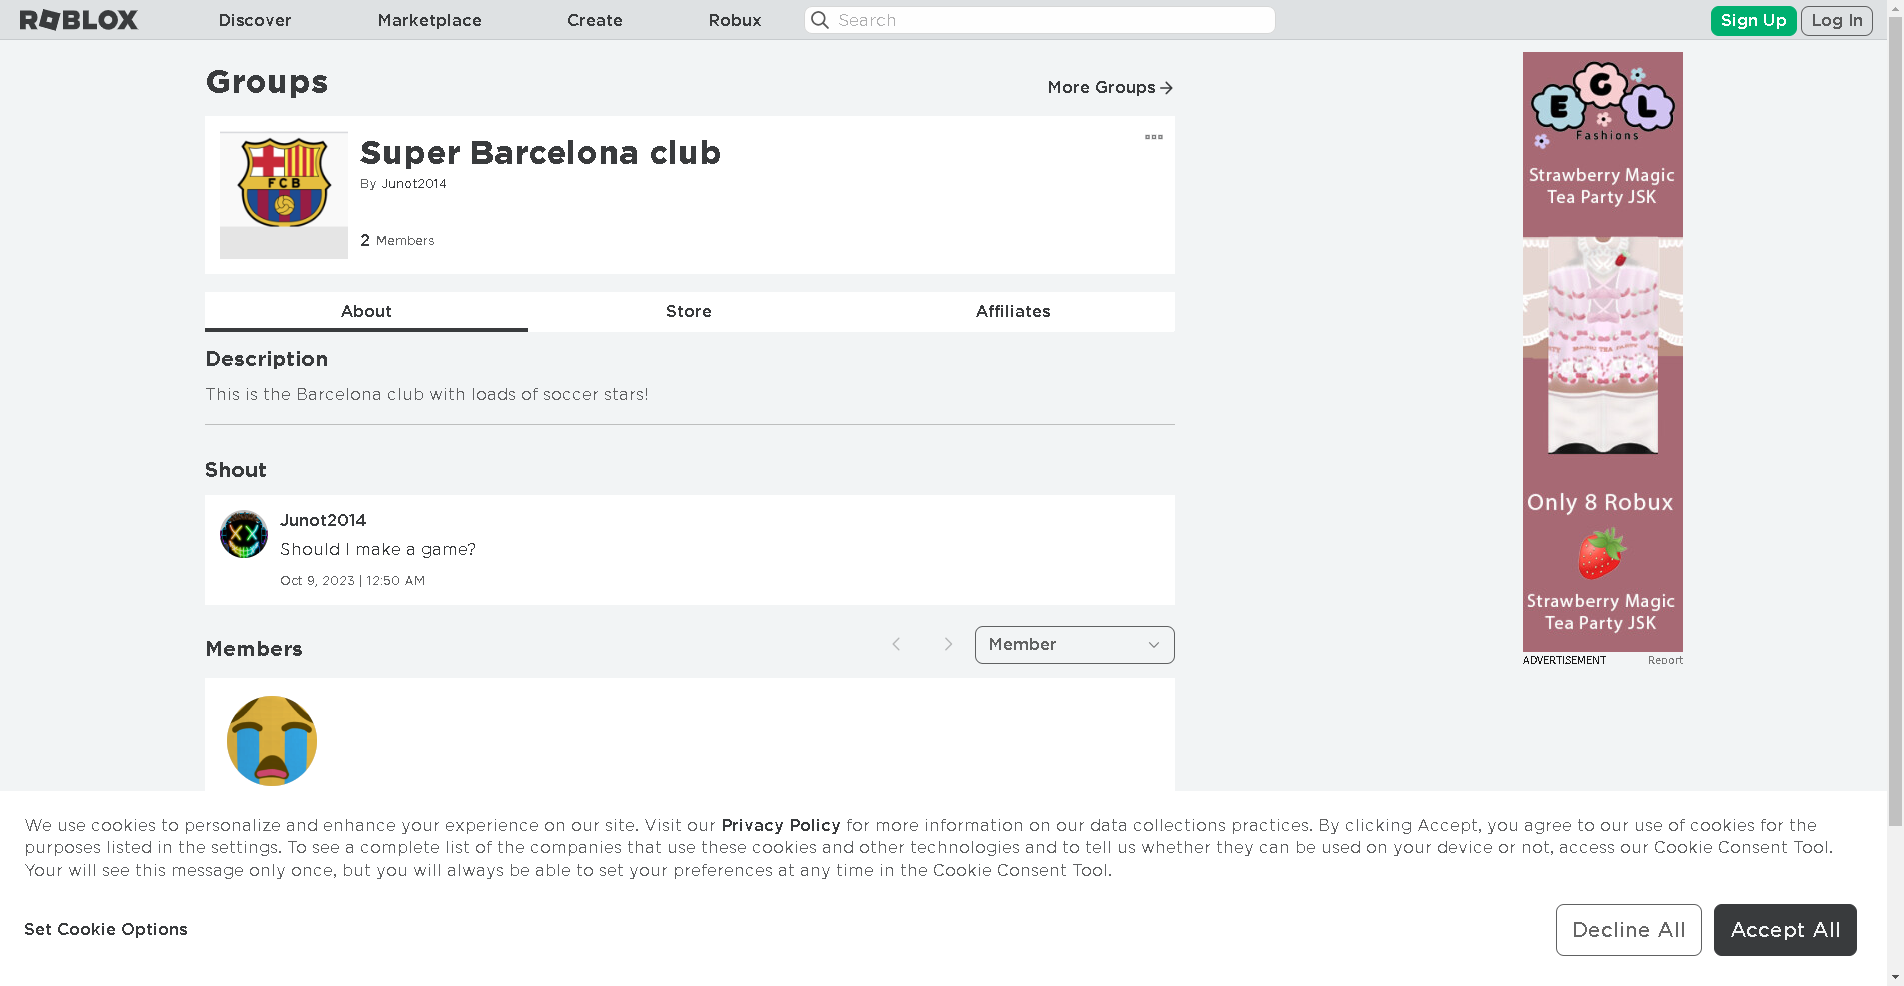 ROBLOX
Discover
Marketplace
Create
Robux
Search
Sign Up
Log In
Groups
More Groups
FCB
Super Barcelona club
By Junot2014
2 Members
About
Store
Affiliates
Description
This is the Barcelona club with loads of soccer stars!
Shout
Junot2014
Should I make a game?
Oct 9, 2023 | 12:50 AM
Members
Member
EGL
Fashions
Strawberry Magic
Tea Party JSK
Only 8 Robux
Strawberry Magic
Tea Party JSK
ADVERTISEMENT
Report
We use cookies to personalize and enhance your experience on our site. Visit our Privacy Policy for more information on our data collections practices. By clicking Accept, you agree to our use of cookies for the
purposes listed in the settings. To see a complete list of the companies that use these cookies and other technologies and to tell us whether they can be used on your device or not, access our Cookie Consent Tool.
Your will see this message only once, but you will always be able to set your preferences at any time in the Cookie Consent Tool.
Set Cookie Options
Decline All
Accept All